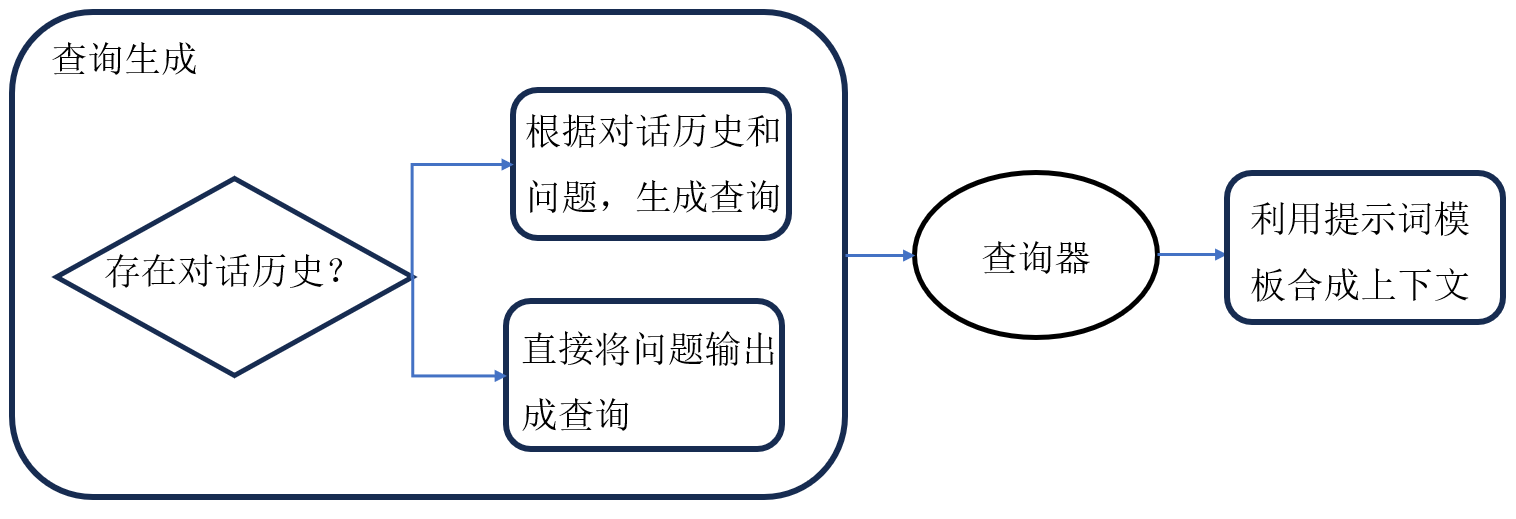 查询生成
存在对话历史？
根据对话历史和
问题，生成查询
直接将问题输出
成查询
查询器
利用提示词模
板合成上下文